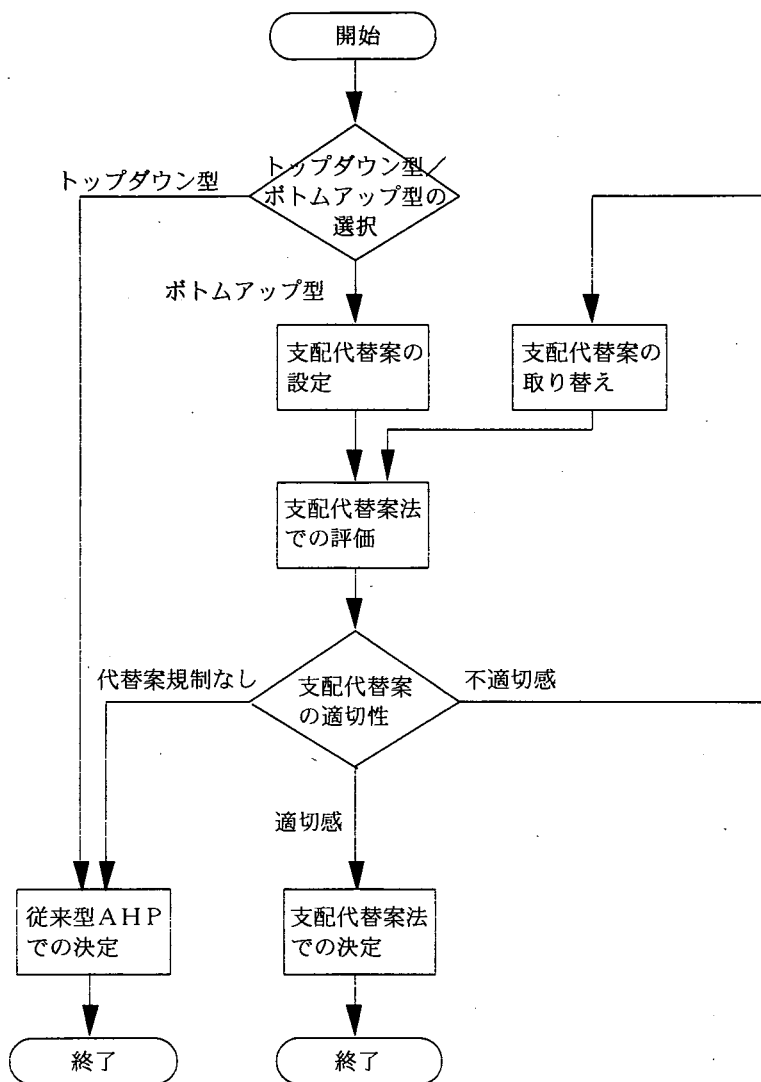 開始
トップダウン型
トップダウン型／
ボトムアップ型の
選択
ボトムアップ型
支配代替案の
設定
支配代替案の
取り替え
支配代替案法
での評価
代替案規制なし
支配代替案
の適切性
不適切感
適切感
従来型ＡＨＰ
での決定
支配代替案法
での決定
終了
終了